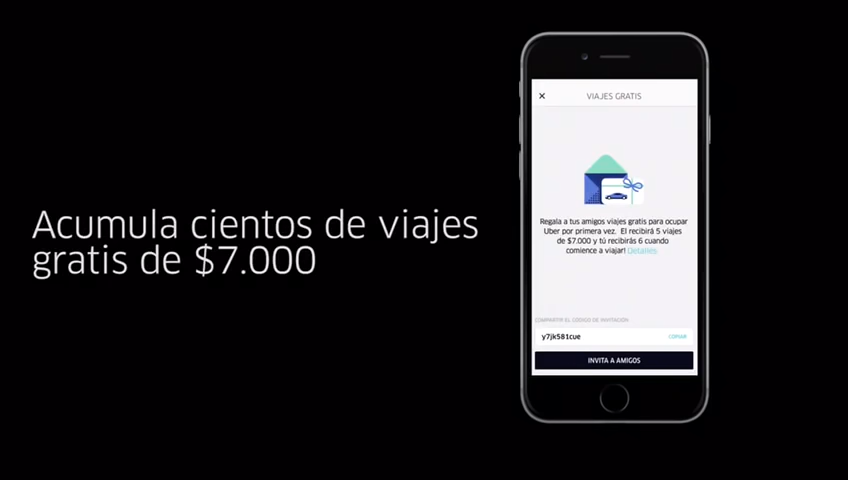 Acumula cientos de viajes
gratis de $7.000
VIAJES GRATIS
Regala a tus amigos viajes gratis para ocupar
Uber por primera vez. El recibirá 5 viajes
de $7.000 y tú recibirás 6 cuando
comience a viajar! Detalles
COMPARTIR EL CÓDIGO DE INVITACIÓN
y7jk581cue
COPIAR
INVITA A AMIGOS